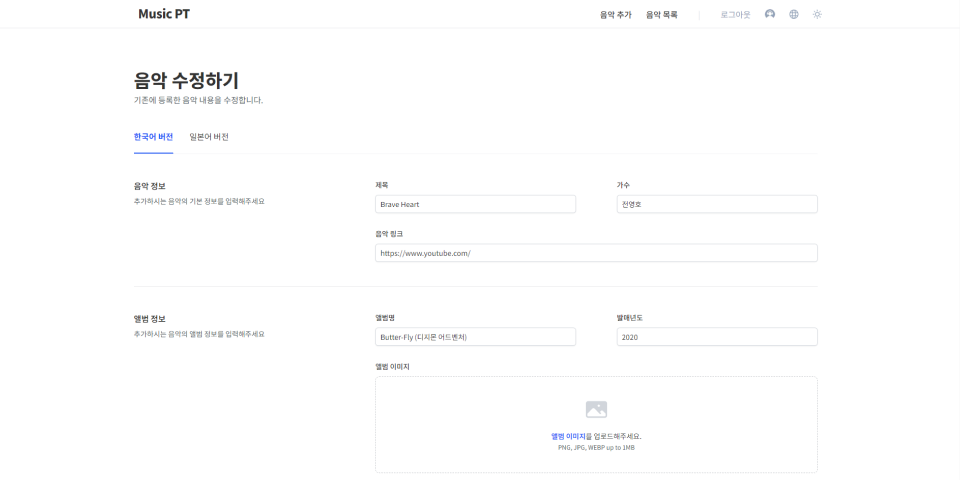 Music PT
음악 추가
음악 목록
로그아웃
음악 수정하기
기존에 등록한 음악 내용을 수정합니다.
한국어 버전
일본어 버전
음악 정보
추가하시는 음악의 기본 정보를 입력해주세요
제목
가수
Brave Heart
전영호
음악 링크
https://www.youtube.com/
앨범 정보
추가하시는 음악의 앨범 정보를 입력해주세요
앨범명
발매년도
Butter-Fly (디지몬 어드벤처)
2020
앨범 이미지
앨범 이미지를 업로드해주세요.
PNG, JPG, WEBP up to 1MB